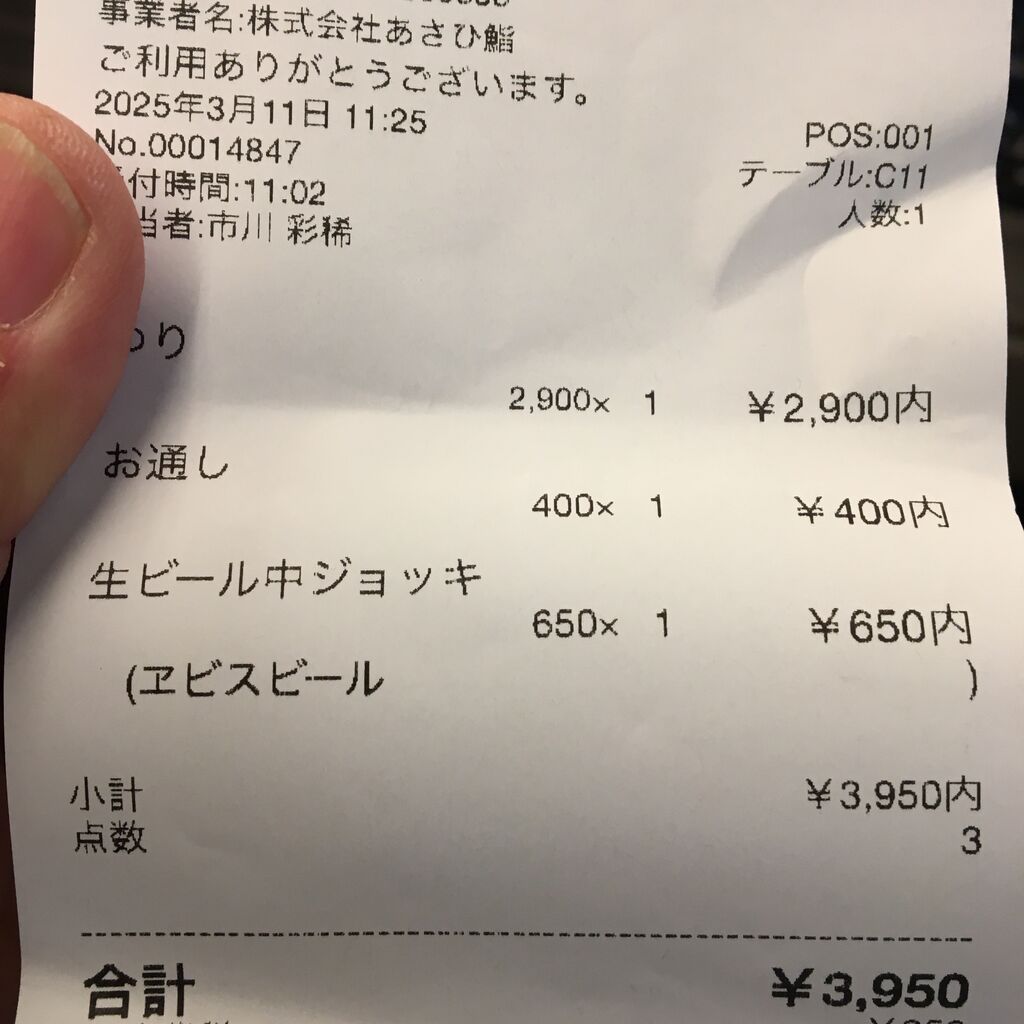 事業者名:株式会社あさひ鮨
ご利用ありがとうございます。
2025年3月11日 11:25
No.00014847
POS:001
付時間:11:02
テーブル:C11
当者:市川 彩稀
人数:1
り
2,900× 1 ¥2,900内
お通し
400× 1 ¥400内
生ビール中ジョッキ
650× 1 ¥650内
(ヱビスビール )
小計 ¥3,950内
点数 3
合計 ¥3,950